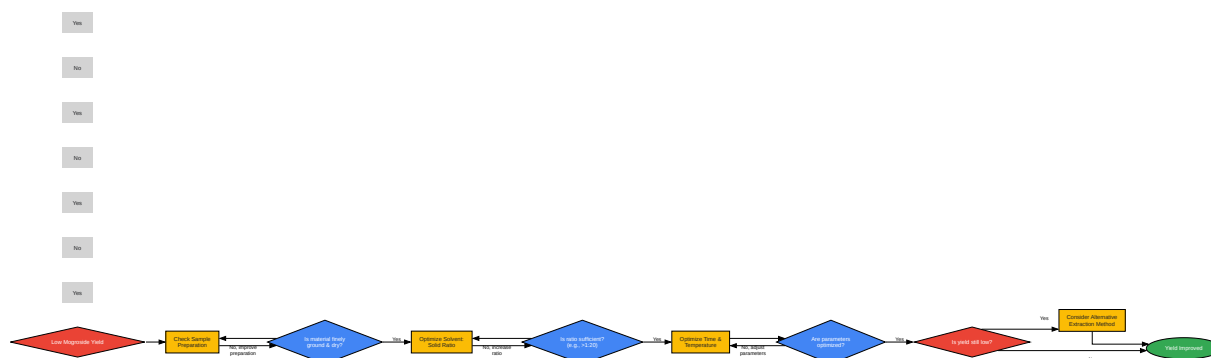 Yes
No
Yes
No
Yes
No
Yes
Low Mogroside Yield
Check Sample
Preparation
No, improve
preparation
Is material finely
ground & dry?
Yes
Optimize Solvent
Solid Ratio
No, increase
ratio
Is ratio sufficient?
(e.g., >1:20)
Yes
Optimize Time &
Temperature
No, adjust
parameters
Are parameters
optimized?
Yes
Is yield still low?
Yes
Consider Alternative
Extraction Method
Yield Improved